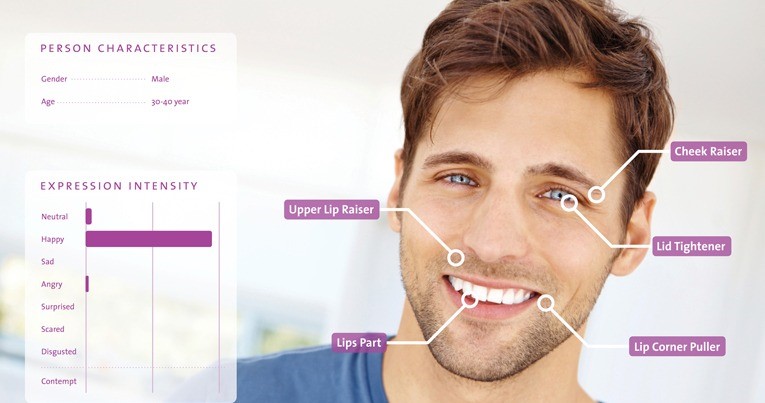 PERSON CHARACTERISTICS
Gender Male
Age 30-40 year
EXPRESSION INTENSITY
Neutral
Happy
Sad
Angry
Surprised
Scared
Disgusted
Contempt
Cheek Raiser
Upper Lip Raiser
Lid Tightener
Lips Part
Lip Corner Puller